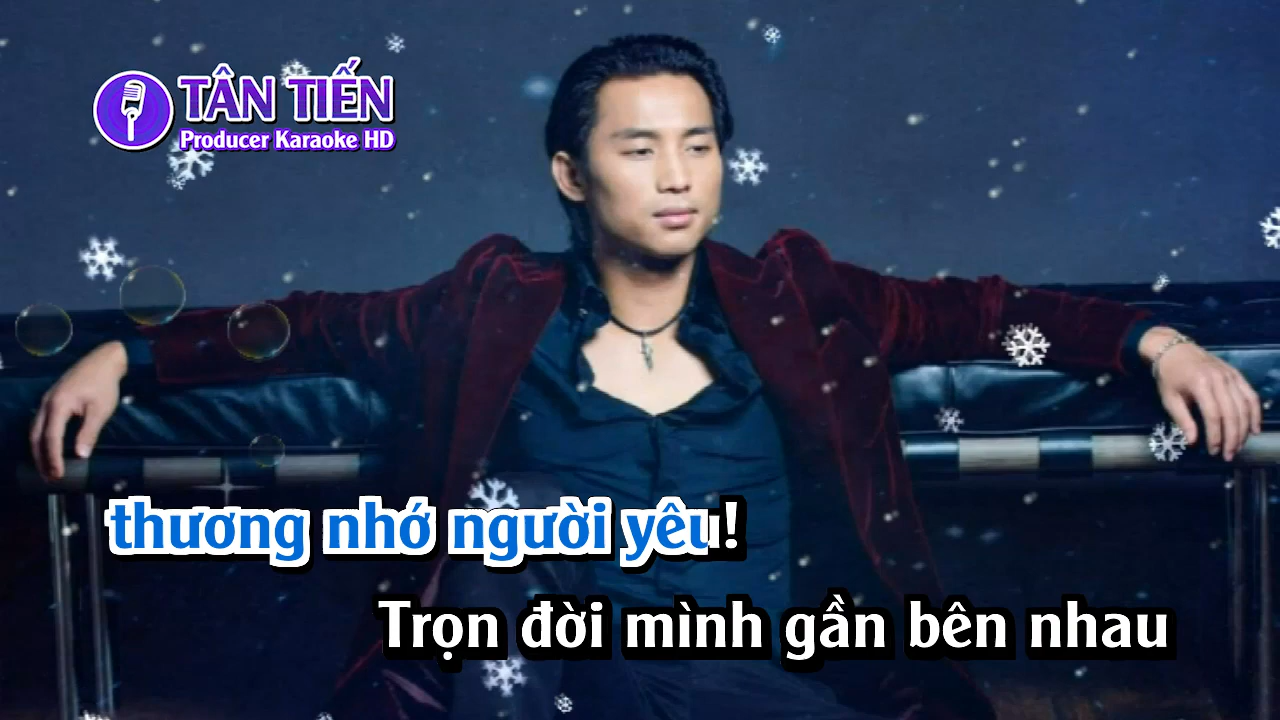 TÂN TIẾN
Producer Karaoke HD
thương nhớ người yêu!
Trọn đời mình gần bên nhau